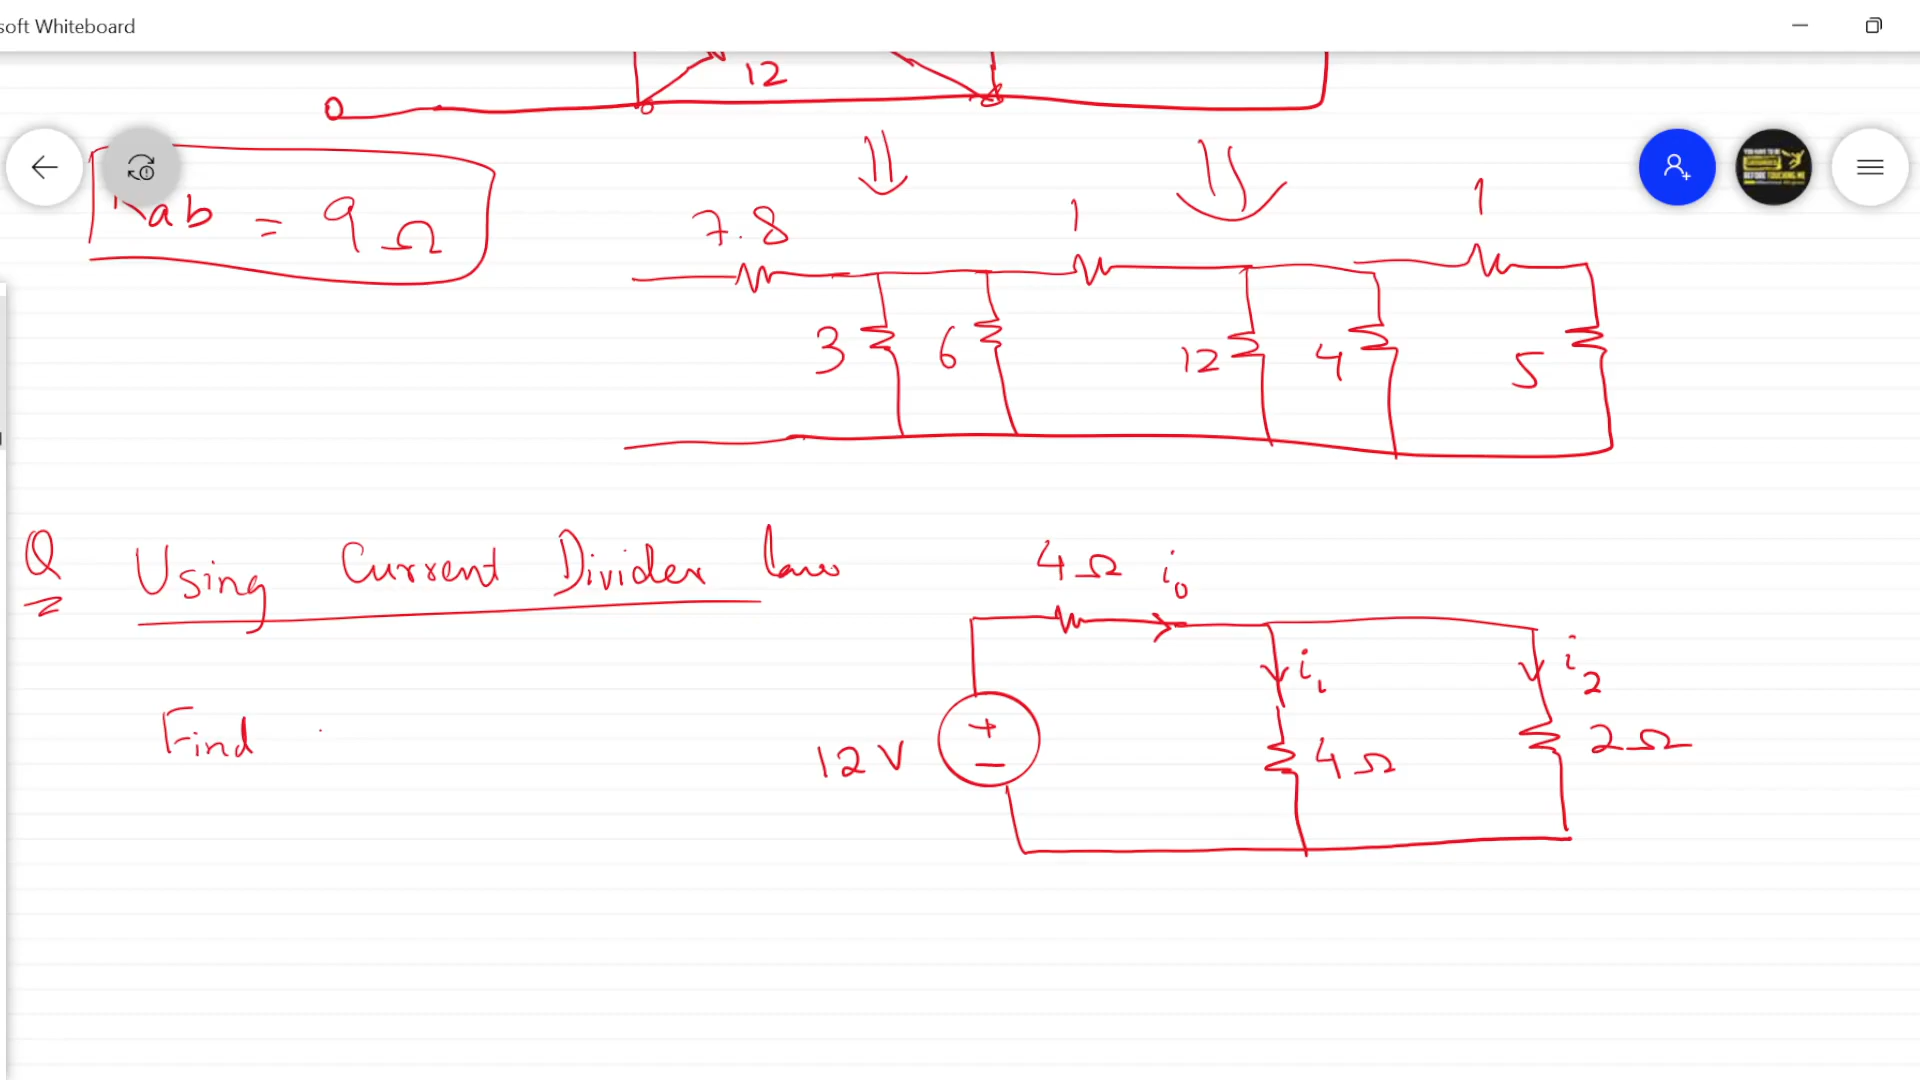 soft Whiteboard
12
Rab = 9 Ω
7.8
1
1
3
6
12
4
5
Q Using Current Divider law
4Ω i₀
i₁
i₂
Find
12V
+
−
4Ω
2Ω